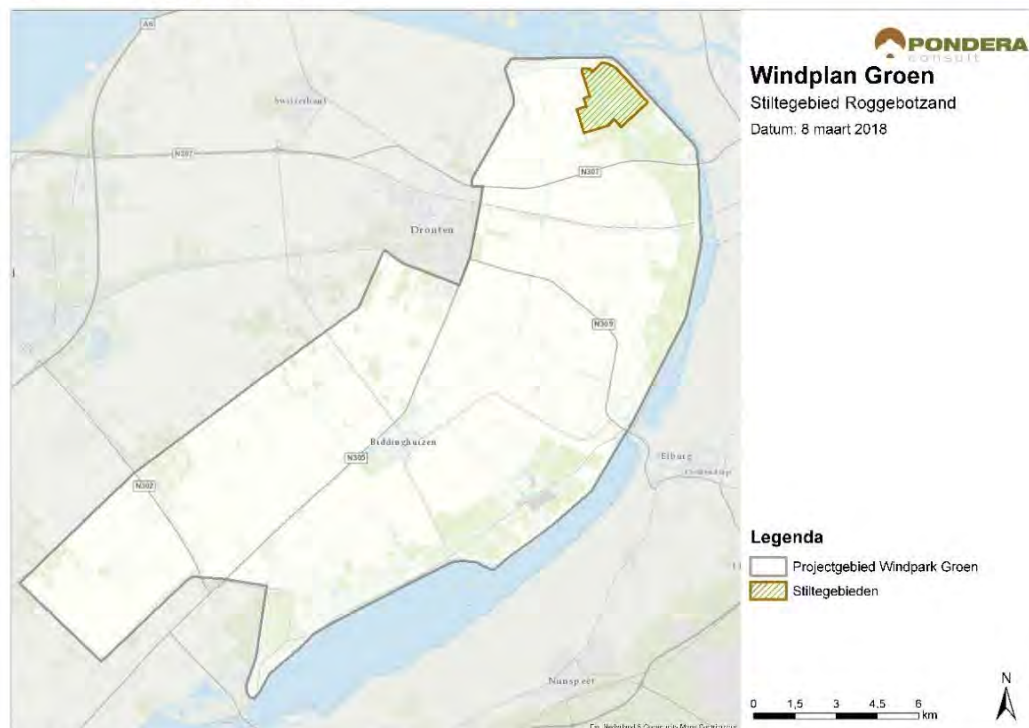 PONDERA
consult
Windplan Groen
Stiltegebied Roggebotzand
Datum: 8 maart 2018
A6
Swifterbant
N307
N307
Dronten
N309
Biddinghuizen
N305
N302
Elburg
Nunspeet
Legenda
Projectgebied Windpark Groen
Stiltegebieden
N
0 1,5 3 4,5 6
km